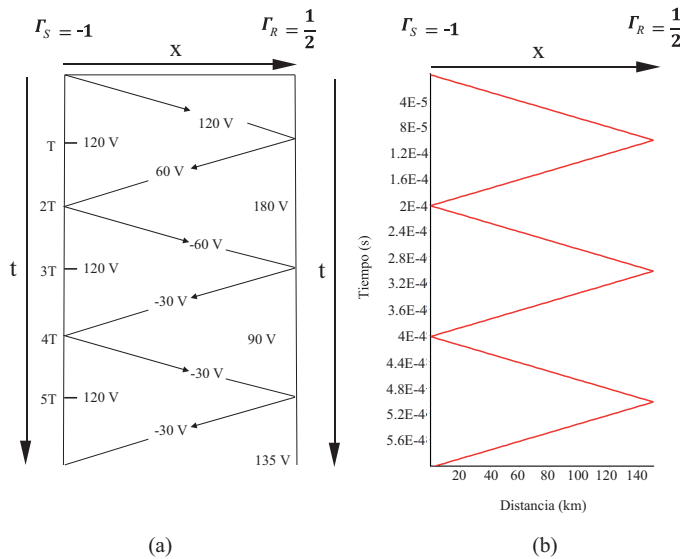 Γ_S = -1
Γ_R = 1/2
X
120 V
T
120 V
60 V
2T
180 V
-60 V
t
3T
120 V
-30 V
4T
90 V
-30 V
5T
120 V
-30 V
135 V
(a)
Γ_S = -1
Γ_R = 1/2
X
t
Tiempo (s)
4E-5
8E-5
1.2E-4
1.6E-4
2E-4
2.4E-4
2.8E-4
3.2E-4
3.6E-4
4E-4
4.4E-4
4.8E-4
5.2E-4
5.6E-4
20 40 60 80 100 120 140
Distancia (km)
(b)